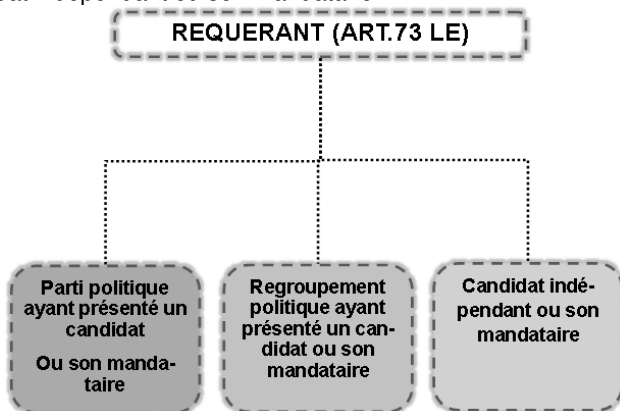 REQUERANT (ART.73 LE)
Parti politique
ayant présenté un
candidat
Ou son manda-
taire
Regroupement
politique ayant
présenté un can-
didat ou son
mandataire
Candidat indé-
pendant ou son
mandataire